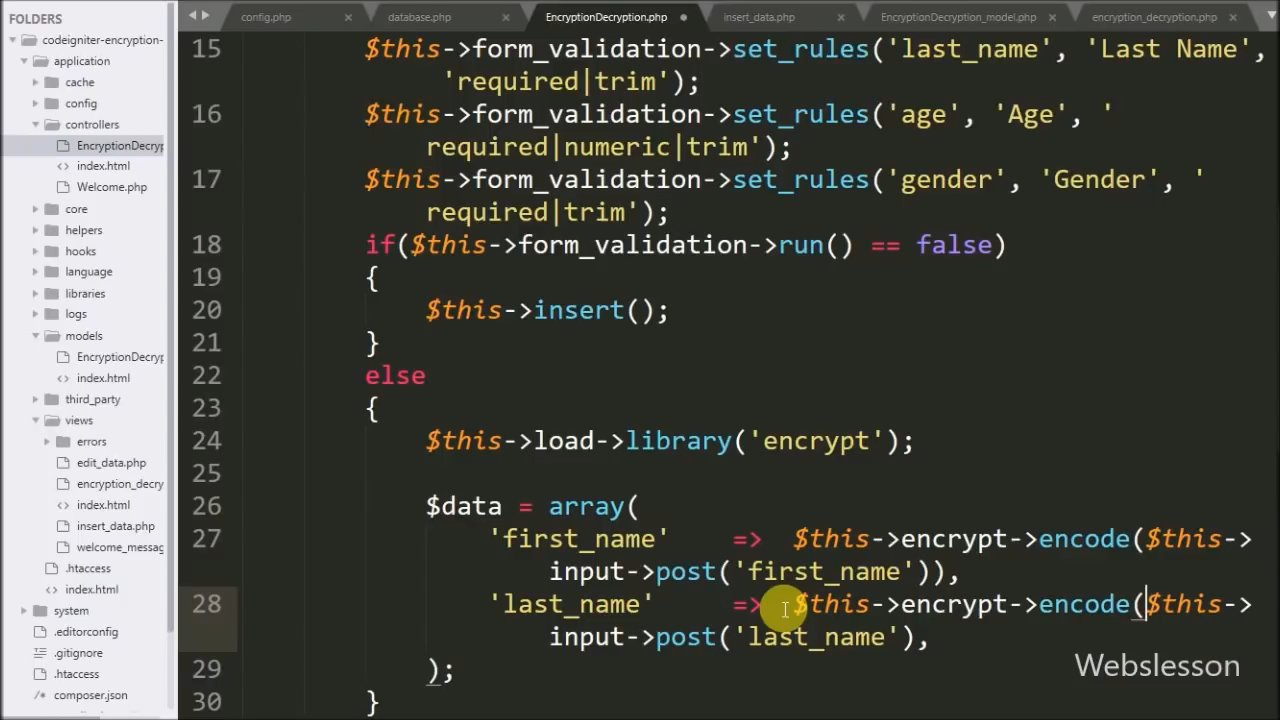 FOLDERS
codeigniter-encryption-
application
cache
config
controllers
EncryptionDecryp
index.html
Welcome.php
core
helpers
hooks
language
libraries
logs
models
EncryptionDecryp
index.html
third_party
views
errors
edit_data.php
encryption_decry
index.html
insert_data.php
welcome_messag
.htaccess
index.html
system
.editorconfig
.gitignore
.htaccess
composer.json
config.php
database.php
EncryptionDecryption.php
insert_data.php
EncryptionDecryption_model.php
encryption_decryption.php
15 $this->form_validation->set_rules('last_name', 'Last Name',
'required|trim');
16 $this->form_validation->set_rules('age', 'Age', '
required|numeric|trim');
17 $this->form_validation->set_rules('gender', 'Gender', '
required|trim');
18 if($this->form_validation->run() == false)
19 {
20 $this->insert();
21 }
22 else
23 {
24 $this->load->library('encrypt');
25
26 $data = array(
27 'first_name' => $this->encrypt->encode($this->
input->post('first_name')),
28 'last_name' => $this->encrypt->encode($this->
input->post('last_name'),
29 );
30 }
Webslesson